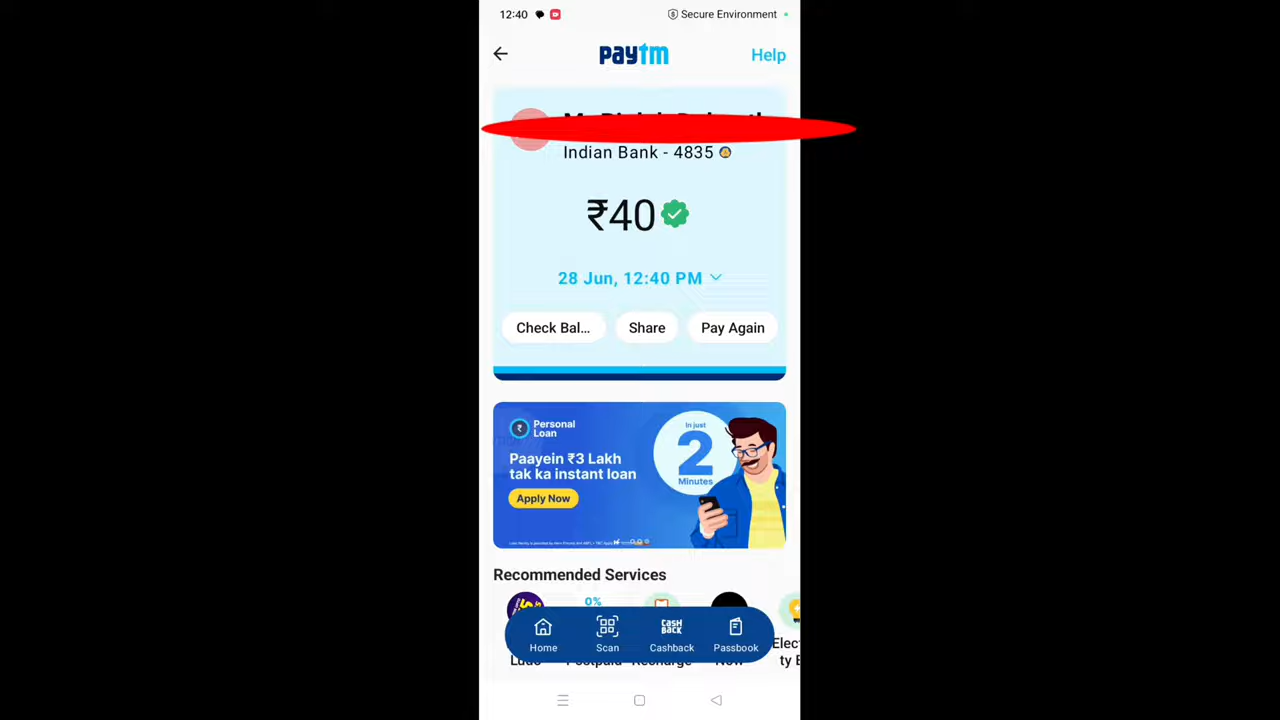 12:40 Secure Environment
paytm
Help
Indian Bank - 4835
₹40
28 Jun, 12:40 PM
Check Bal...
Share
Pay Again
Personal
Loan
Paayein ₹3 Lakh
tak ka instant loan
Apply Now
In just
2
Minutes
Recommended Services
0%
Home
Scan
CASH
BACK
Cashback
Passbook